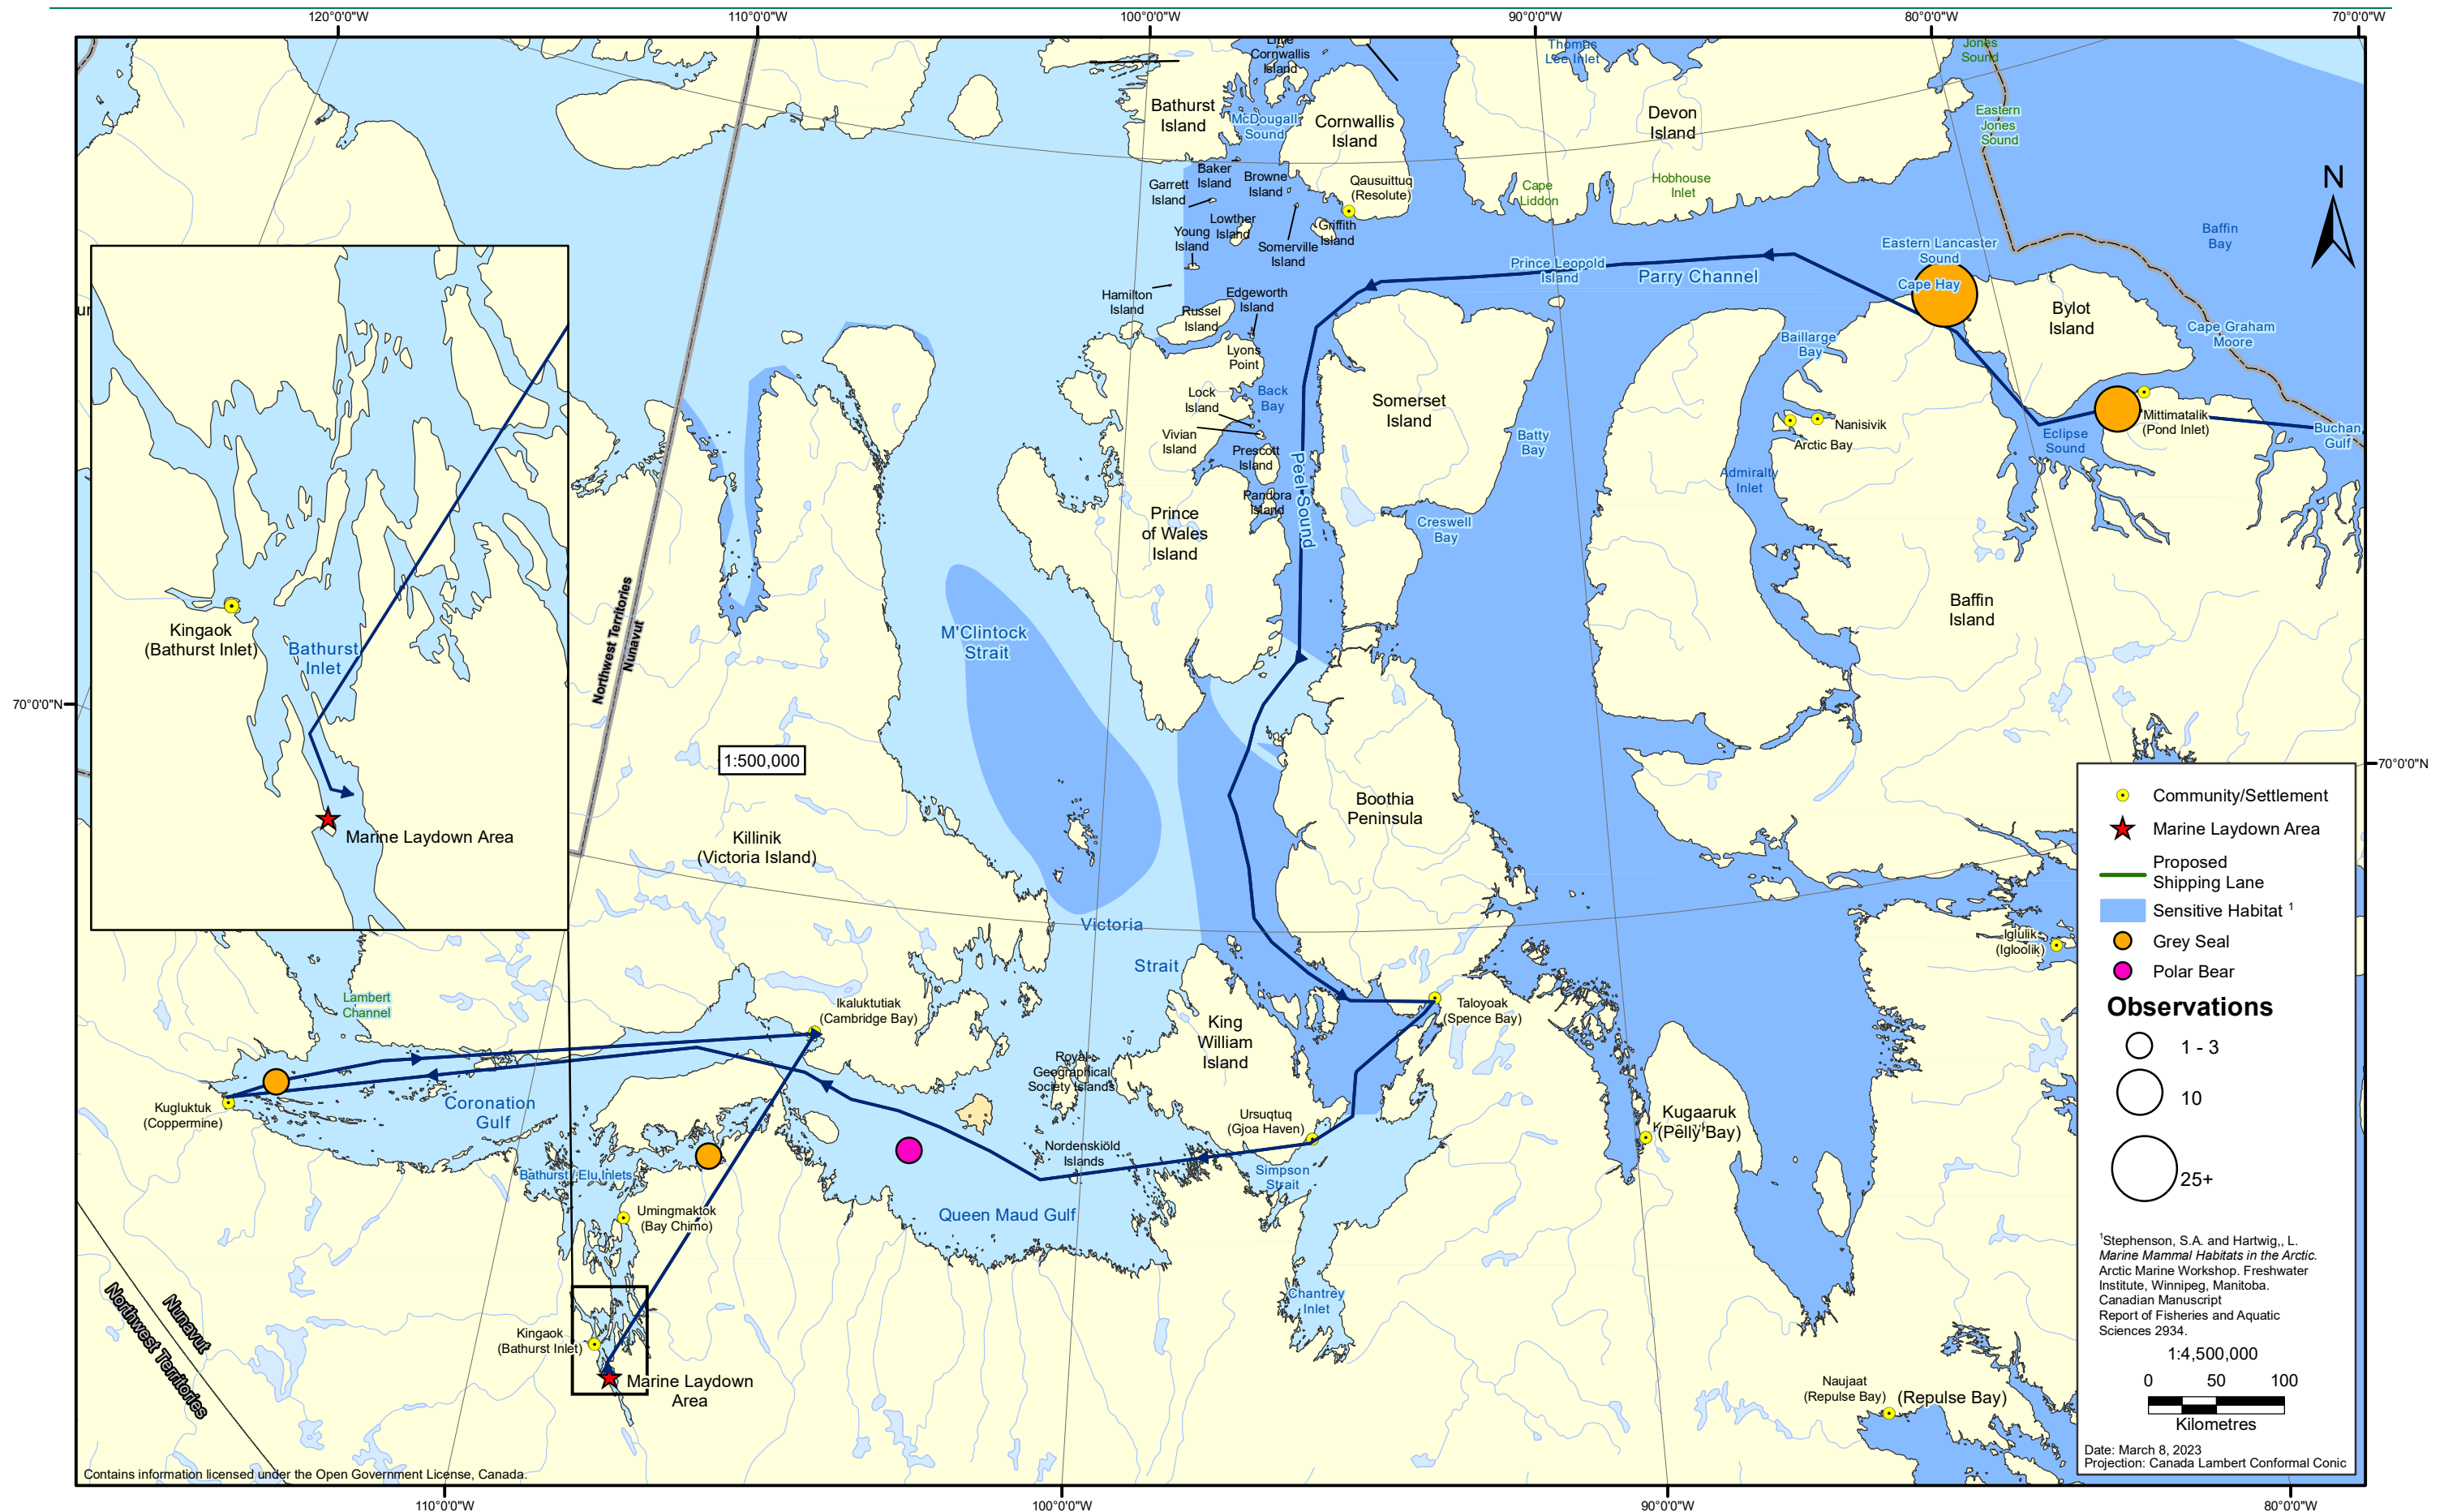 120°0'0"W
110°0'0"W
100°0'0"W
90°0'0"W
80°0'0"W
70°0'0"W
Little
Cornwallis
Island
Thomas
Lee Inlet
Jones
Sound
Bathurst
Island
McDougall
Sound
Cornwallis
Island
Devon
Island
Eastern
Jones
Sound
Baker
Island
Browne
Island
Garrett
Island
Qausuittuq
(Resolute)
Cape
Liddon
Hobhouse
Inlet
N
Lowther
Island
Young
Island
Somerville
Island
Griffith
Island
Baffin
Bay
Eastern Lancaster
Sound
Cape Hay
Prince Leopold
Island
Parry Channel
Hamilton
Island
Edgeworth
Island
Russel
Island
Bylot
Island
Cape Graham
Moore
Lyons
Point
Baillarge
Bay
Lock
Island
Back
Bay
Somerset
Island
Vivian
Island
Prescott
Island
Batty
Bay
Nanisivik
Arctic Bay
Mittimatalik
(Pond Inlet)
Eclipse
Sound
Buchan
Gulf
Admiralty
Inlet
Pandora
Island
Peel Sound
Prince
of Wales
Island
Creswell
Bay
Baffin
Island
M'Clintock
Strait
Northwest Territories
Nunavut
Kingaok
(Bathurst Inlet)
Bathurst
Inlet
Marine Laydown Area
70°0'0"N
70°0'0"N
1:500,000
Killinik
(Victoria Island)
Boothia
Peninsula
Victoria
Strait
Iglulik
(Igloolik)
Lambert
Channel
Ikaluktutiak
(Cambridge Bay)
Taloyoak
(Spence Bay)
King
William
Island
Royal
Geographical
Society Islands
Kugluktuk
(Coppermine)
Coronation
Gulf
Ursuqtuq
(Gjoa Haven)
Kugaaruk
(Pelly Bay)
Nordenskiöld
Islands
Simpson
Strait
Bathurst / Elu Inlets
Umingmaktok
(Bay Chimo)
Queen Maud Gulf
Chantrey
Inlet
Kingaok
(Bathurst Inlet)
Marine Laydown
Area
Nunavut
Northwest Territories
Naujaat
(Repulse Bay)
(Repulse Bay)
Community/Settlement
Marine Laydown Area
Proposed
Shipping Lane
Sensitive Habitat 1
Grey Seal
Polar Bear
Observations
1 - 3
10
25+
1Stephenson, S.A. and Hartwig,, L.
Marine Mammal Habitats in the Arctic.
Arctic Marine Workshop. Freshwater
Institute, Winnipeg, Manitoba.
Canadian Manuscript
Report of Fisheries and Aquatic
Sciences 2934.
1:4,500,000
0 50 100
Kilometres
Date: March 8, 2023
Projection: Canada Lambert Conformal Conic
Contains information licensed under the Open Government License, Canada.
110°0'0"W
100°0'0"W
90°0'0"W
80°0'0"W